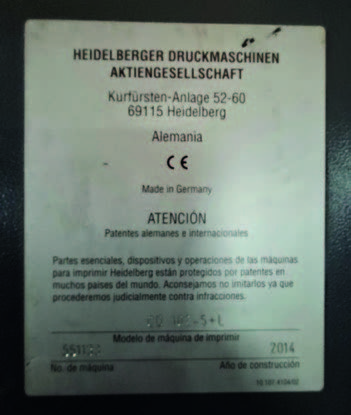 HEIDELBERGER DRUCKMASCHINEN
AKTIENGESELLSCHAFT
Kurfürsten-Anlage 52-60
69115 Heidelberg
Alemania
CE
Made in Germany
ATENCIÓN
Patentes alemanes e internacionales
Partes esenciales, dispositivos y operaciones de las máquinas
para imprimir Heidelberg están protegidos por patentes en
muchos países del mundo. Aconsejamos no imitarlos ya que
procederemos judicialmente contra infracciones.
Modelo de máquina de imprimir
2014
No. de máquina Año de construcción